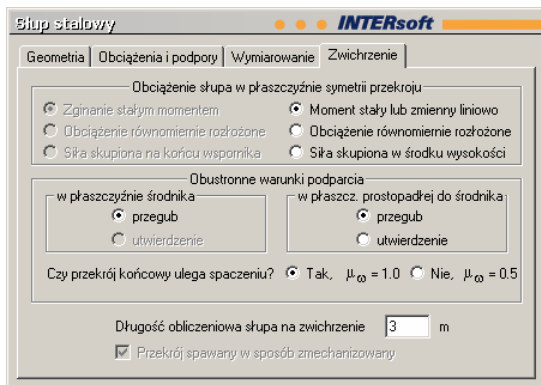 Słup stalowy INTERsoft
Geometria Obciążenia i podpory Wymiarowanie Zwichrzenie
Obciążenie słupa w płaszczyźnie symetrii przekroju
Zginanie stałym momentem Moment stały lub zmienny liniowo
Obciążenie równomiernie rozłożone Obciążenie równomiernie rozłożone
Siła skupiona na końcu wspornika Siła skupiona w środku wysokości
Obustronne warunki podparcia
w płaszczyźnie środnika w płaszcz. prostopadłej do środnika
przegub przegub
utwierdzenie utwierdzenie
Czy przekrój końcowy ulega spaczeniu? Tak, μω = 1.0 Nie, μω = 0.5
Długość obliczeniowa słupa na zwichrzenie 3 m
Przekrój spawany w sposób zmechanizowany